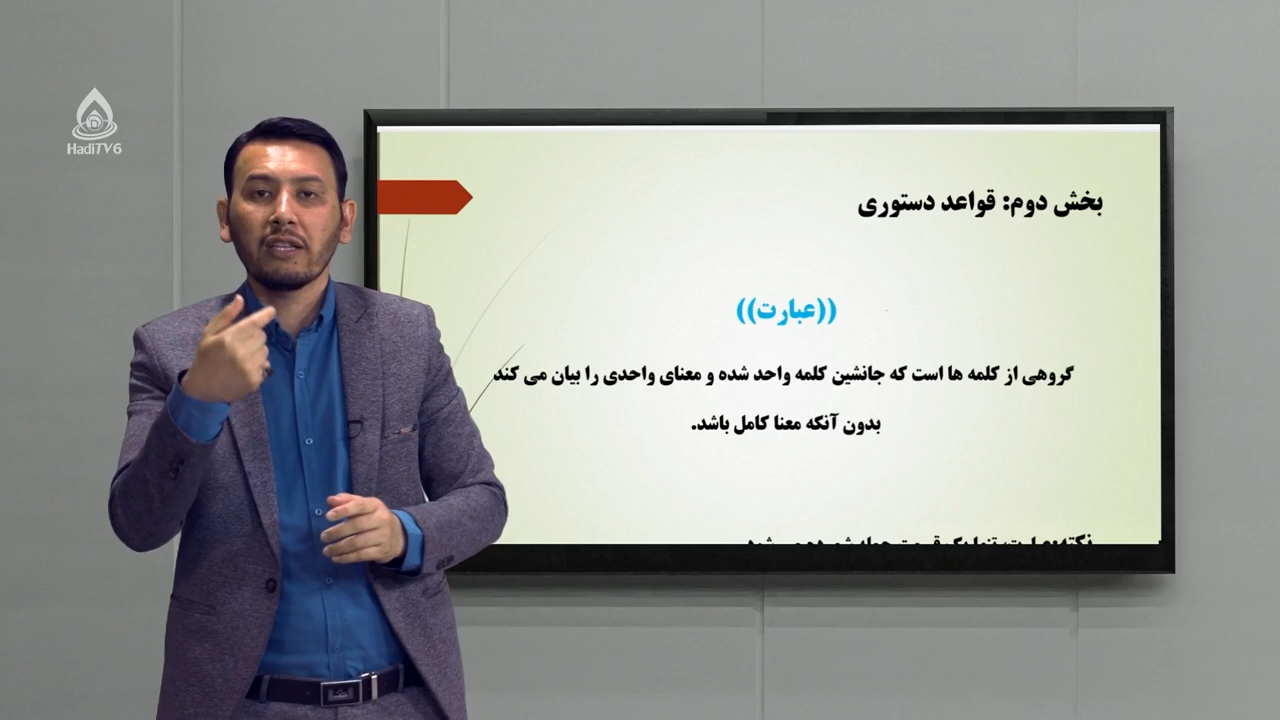 HadiTV6
بخش دوم: قواعد دستوری
((عبارت))
گروهی از کلمه ها است که جانشین کلمه واحد شده و معنای واحدی را بیان می کند
بدون آنکه معنا کامل باشد.